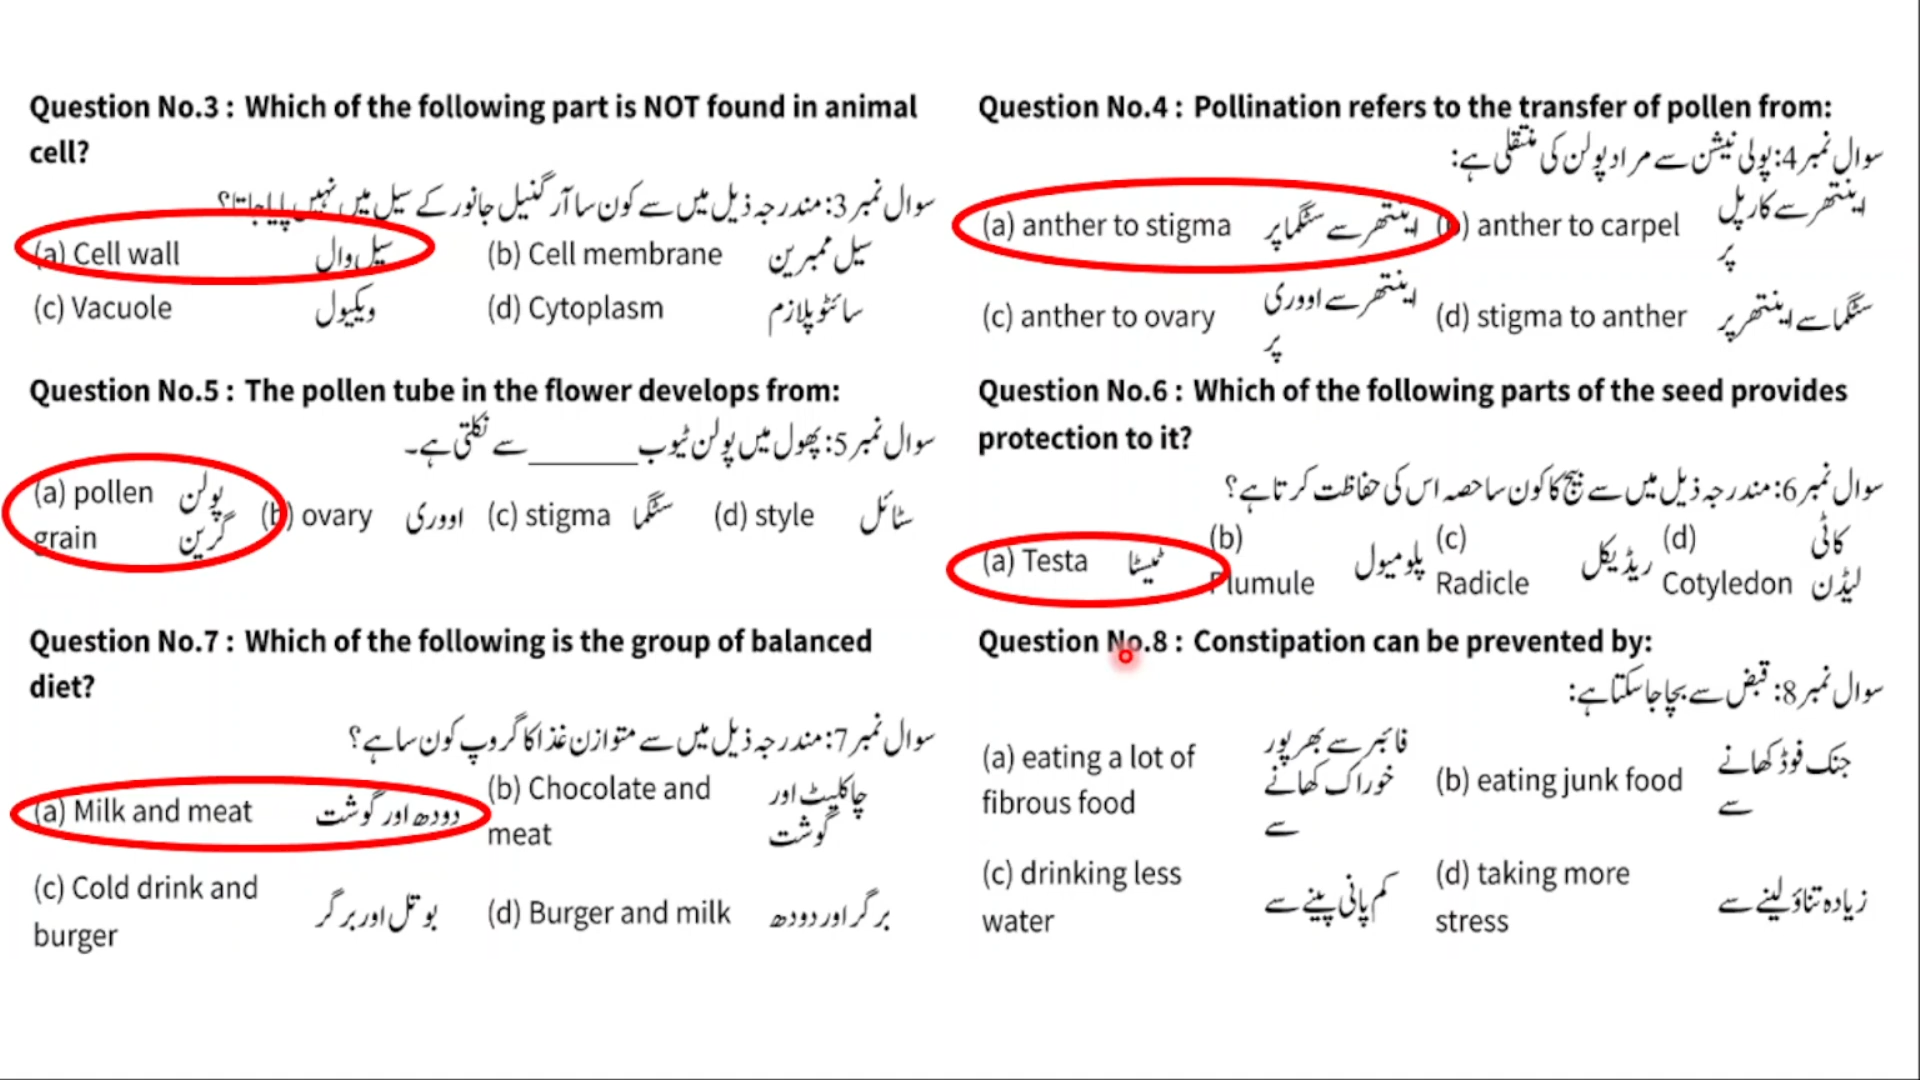 Question No.3 : Which of the following part is NOT found in animal
cell?
سوال نمبر 3: مندرجہ ذیل میں سے کون سا آرگنیل جانور کے سیل میں نہیں پایا جاتا؟
(a) Cell wall سیل وال (b) Cell membrane سیل ممبرین
(c) Vacuole ویکیول (d) Cytoplasm سائٹوپلازم
Question No.4 : Pollination refers to the transfer of pollen from:
سوال نمبر 4: پولی نیشن سے مراد پولن کی منتقلی ہے:
(a) anther to stigma اینتھر سے سٹگما پر (b) anther to carpel اینتھر سے کارپل
پر
(c) anther to ovary اینتھر سے اووری (d) stigma to anther سٹگما سے اینتھر پر
پر
Question No.5 : The pollen tube in the flower develops from:
سوال نمبر 5: پھول میں پولن ٹیوب ______ سے نکلتی ہے۔
(a) pollen پولن
grain گرین (b) ovary اووری (c) stigma سٹگما (d) style سٹائل
Question No.6 : Which of the following parts of the seed provides
protection to it?
سوال نمبر 6: مندرجہ ذیل میں سے بیج کا کون سا حصہ اس کی حفاظت کرتا ہے؟
(a) Testa ٹیسٹا (b)
Plumule پلومیول (c)
Radicle ریڈیکل (d)
Cotyledon کاٹی
لیڈن
Question No.7 : Which of the following is the group of balanced
diet?
سوال نمبر 7: مندرجہ ذیل میں سے متوازن غذا کا گروپ کون سا ہے؟
(a) Milk and meat دودھ اور گوشت (b) Chocolate and چاکلیٹ اور
meat گوشت
(c) Cold drink and
burger بوتل اور برگر (d) Burger and milk برگر اور دودھ
Question No.8 : Constipation can be prevented by:
سوال نمبر 8: قبض سے بچا جا سکتا ہے:
(a) eating a lot of
fibrous food فائبر سے بھرپور
خوراک کھانے
سے
(b) eating junk food جنک فوڈ کھانے
سے
(c) drinking less
water کم پانی پینے سے (d) taking more
stress زیادہ تناؤ لینے سے